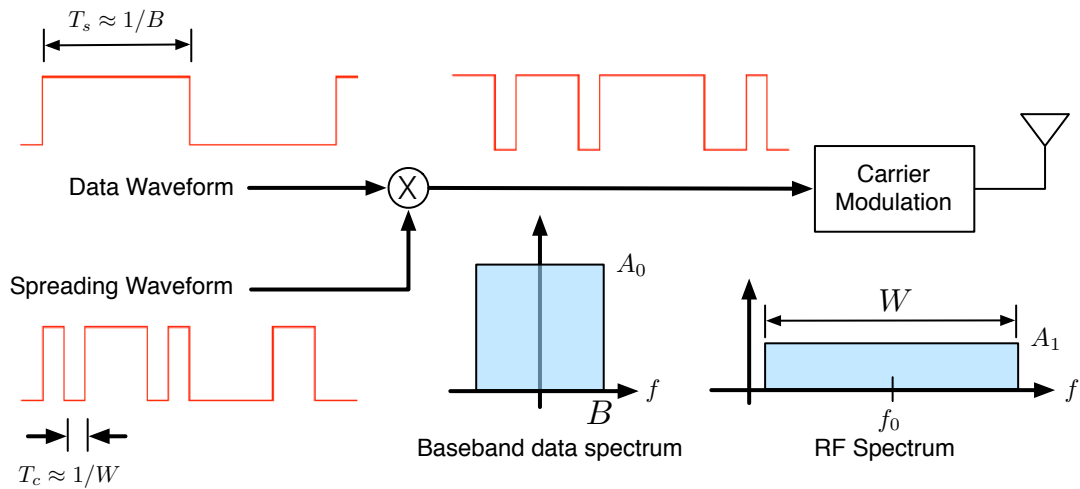 T_s ≈ 1/B
Data Waveform
X
Carrier
Modulation
Spreading Waveform
A_0
W
A_1
f
B
f
f_0
T_c ≈ 1/W
Baseband data spectrum
RF Spectrum